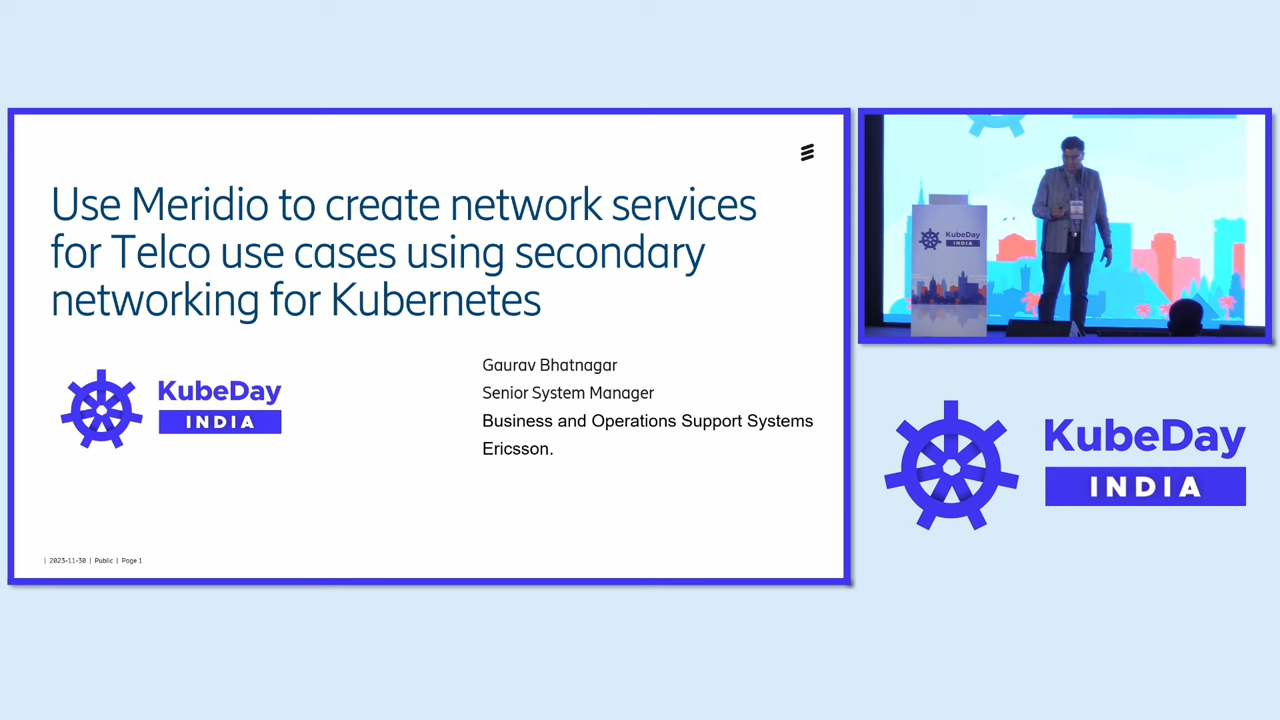 Use Meridio to create network services
for Telco use cases using secondary
networking for Kubernetes
KubeDay
INDIA
Gaurav Bhatnagar
Senior System Manager
Business and Operations Support Systems
Ericsson.
| 2023-11-30 | Public | Page 1
KubeDay
INDIA
KubeDay
INDIA